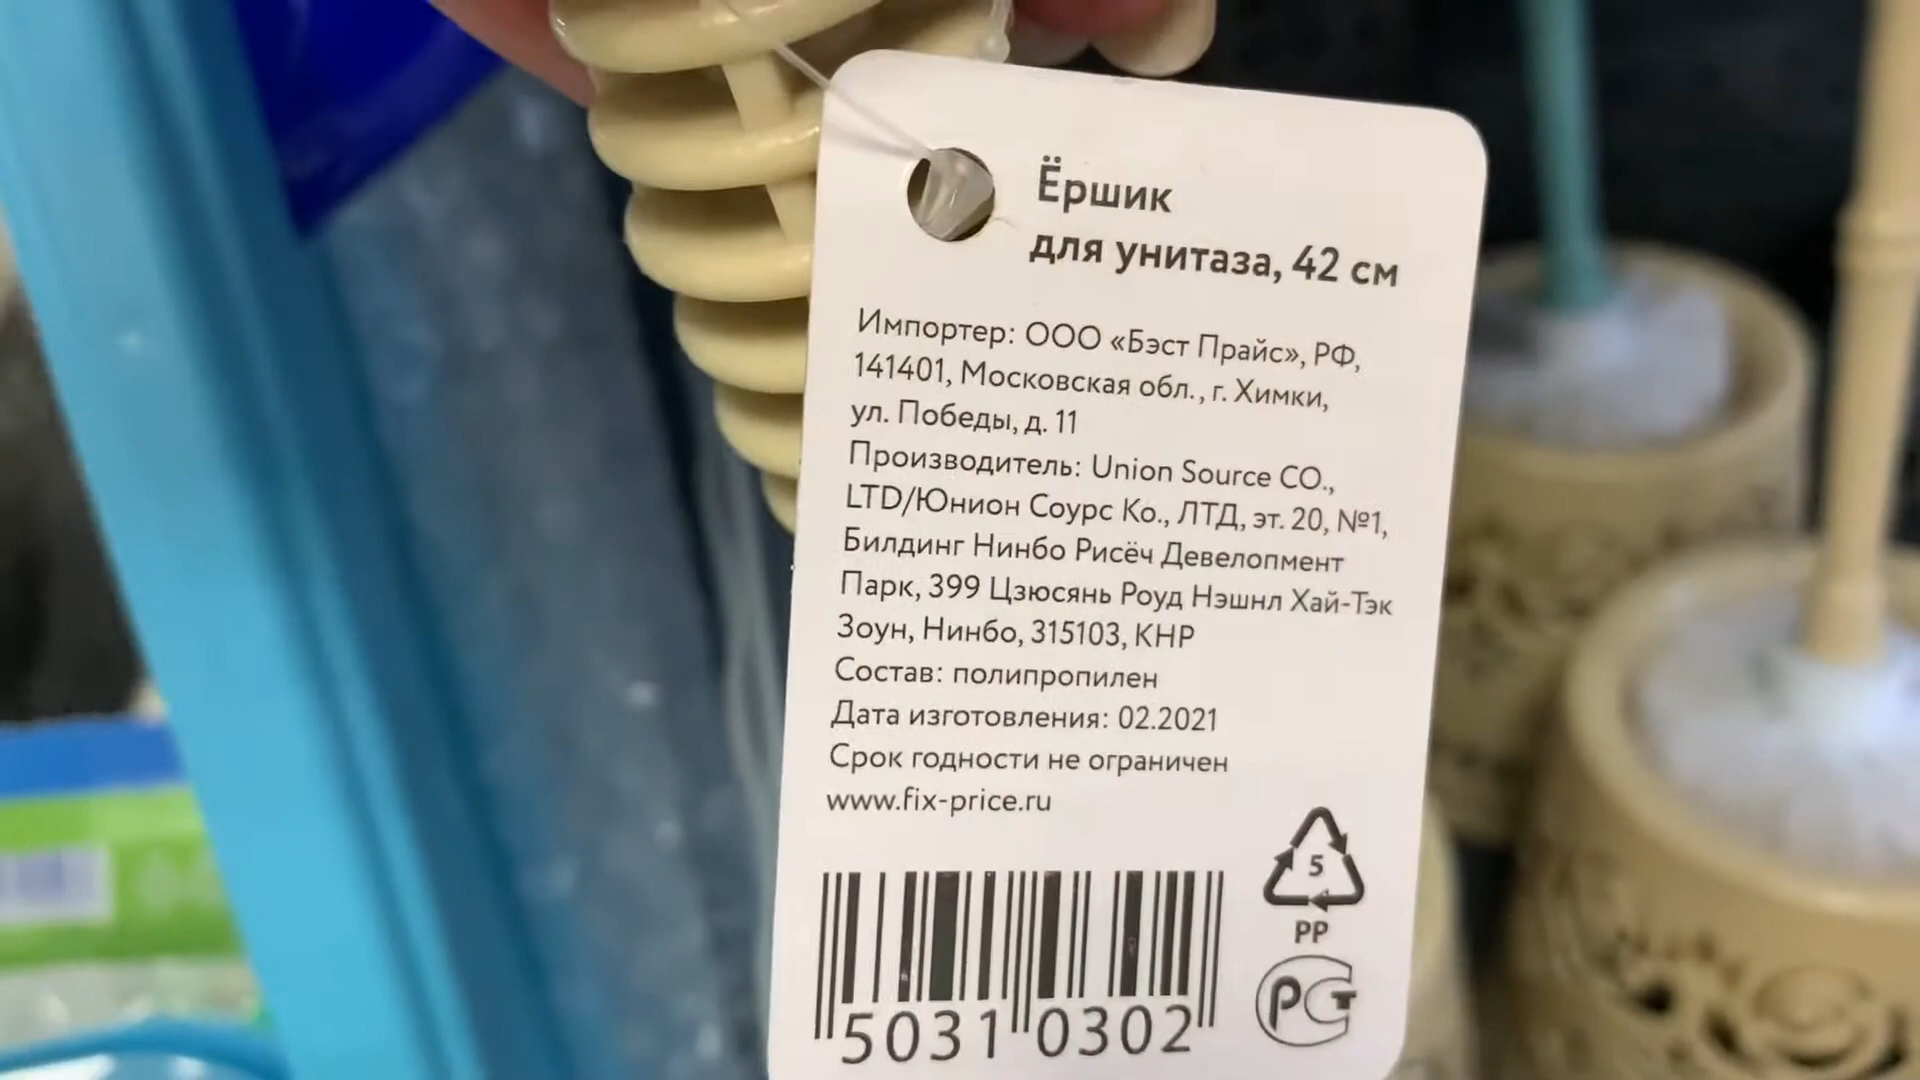 Ёршик
для унитаза, 42 см
Импортер: ООО «Бэст Прайс», РФ,
141401, Московская обл., г. Химки,
ул. Победы, д. 11
Производитель: Union Source CO.,
LTD/Юнион Соурс Ко., ЛТД, эт. 20, №1,
Билдинг Нинбо Рисёч Девелопмент
Парк, 399 Цзюсянь Роуд Нэшнл Хай-Тэк
Зоун, Нинбо, 315103, КНР
Состав: полипропилен
Дата изготовления: 02.2021
Срок годности не ограничен
www.fix-price.ru
5
PP
РСТ
5031 0302